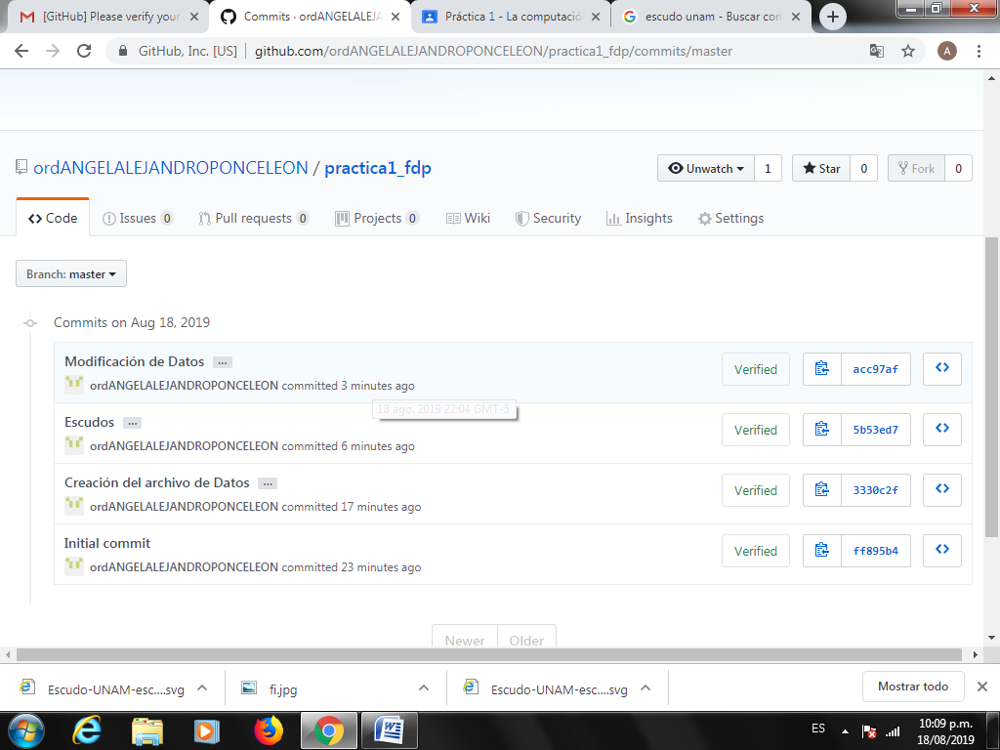 [GitHub] Please verify your
Commits · ordANGELALEJA
Práctica 1 - La computació
escudo unam - Buscar con
GitHub, Inc. [US]
github.com/ordANGELALEJANDROPONCELEON/practica1_fdp/commits/master
A
ordANGELALEJANDROPONCELEON / practica1_fdp
Unwatch 1
Star 0
Fork 0
Code
Issues 0
Pull requests 0
Projects 0
Wiki
Security
Insights
Settings
Branch: master
Commits on Aug 18, 2019
Modificación de Datos ...
ordANGELALEJANDROPONCELEON committed 3 minutes ago
Verified
acc97af
18 ago. 2019 22:04 GMT-5
Escudos ...
ordANGELALEJANDROPONCELEON committed 6 minutes ago
Verified
5b53ed7
Creación del archivo de Datos ...
ordANGELALEJANDROPONCELEON committed 17 minutes ago
Verified
3330c2f
Initial commit
ordANGELALEJANDROPONCELEON committed 23 minutes ago
Verified
ff895b4
Newer
Older
Escudo-UNAM-esc....svg
fi.jpg
Escudo-UNAM-esc....svg
Mostrar todo
ES
10:09 p.m.
18/08/2019